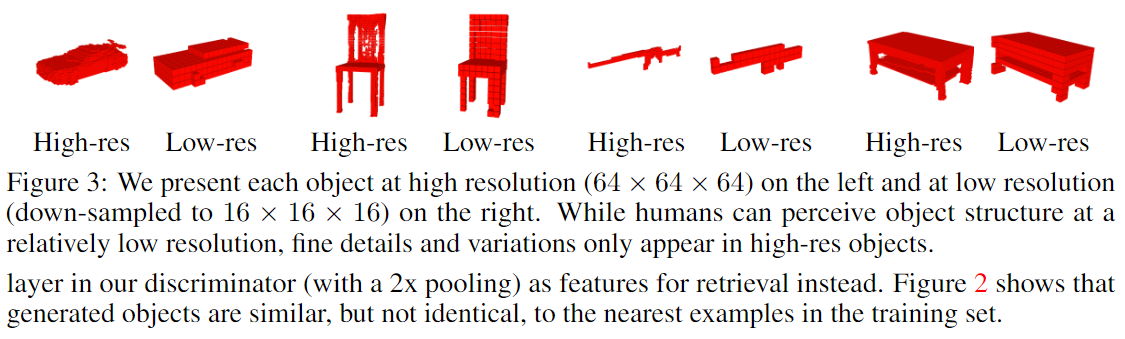 High-res Low-res High-res Low-res High-res Low-res High-res Low-res
Figure 3: We present each object at high resolution (64 × 64 × 64) on the left and at low resolution
(down-sampled to 16 × 16 × 16) on the right. While humans can perceive object structure at a
relatively low resolution, fine details and variations only appear in high-res objects.
layer in our discriminator (with a 2x pooling) as features for retrieval instead. Figure 2 shows that
generated objects are similar, but not identical, to the nearest examples in the training set.